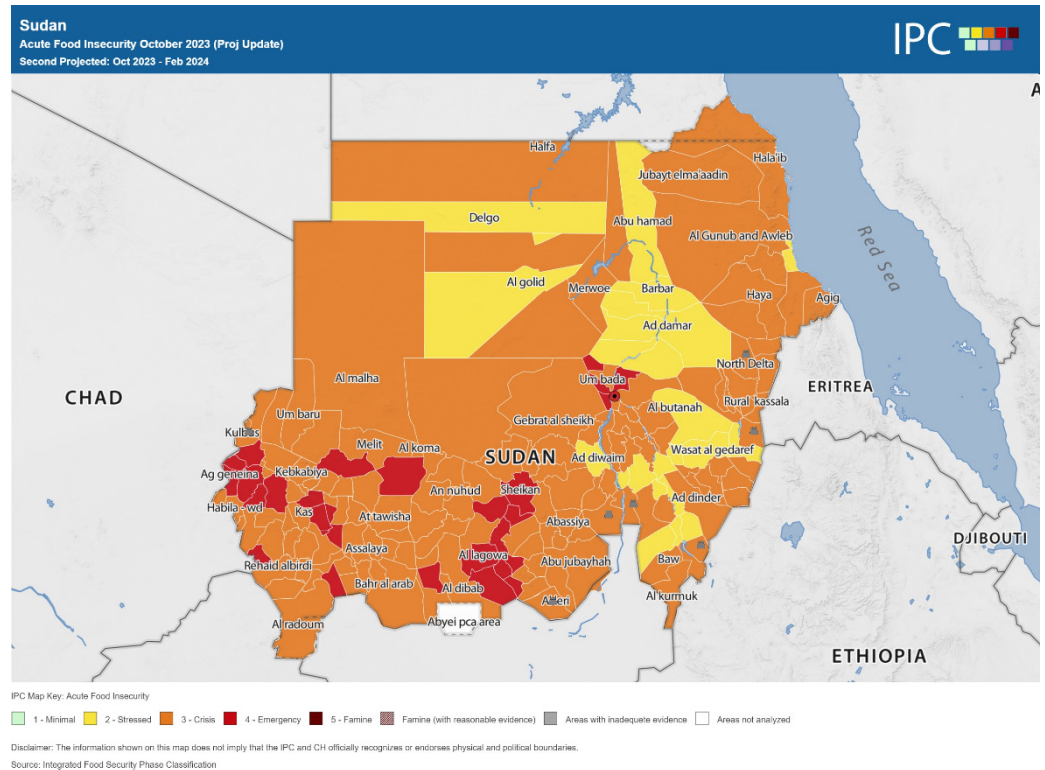 Sudan
Acute Food Insecurity October 2023 (Proj Update)
Second Projected: Oct 2023 - Feb 2024
IPC
A
Halfa
Hala'ib
Jubayt elma'aadin
Delgo
Abu hamad
Al Gunub and Awleb
Red Sea
Al golid
Merwoe
Barbar
Haya
Agig
Ad damar
North Delta
Al malha
Um bada
ERITREA
CHAD
Al butanah
Rural kassala
Um baru
Gebrat al sheikh
Kulbus
Melit
Al koma
SUDAN
Ad diwaim
Wasat al gedaref
Ag geneina
Kebkabiya
An nuhud
Sheikan
Ad dinder
Habila - wd
Kas
At tawisha
Abassiya
DJIBOUTI
Assalaya
Al lagowa
Abu jubayhah
Baw
Rehaid albirdi
Bahr al arab
Al dibab
Al kurmuk
Al radoum
Abyei pca area
ETHIOPIA
IPC Map Key: Acute Food Insecurity
1 - Minimal 2 - Stressed 3 - Crisis 4 - Emergency 5 - Famine Famine (with reasonable evidence) Areas with inadequate evidence Areas not analyzed
Disclaimer: The information shown on this map does not imply that the IPC and CH officially recognizes or endorses physical and political boundaries.
Source: Integrated Food Security Phase Classification